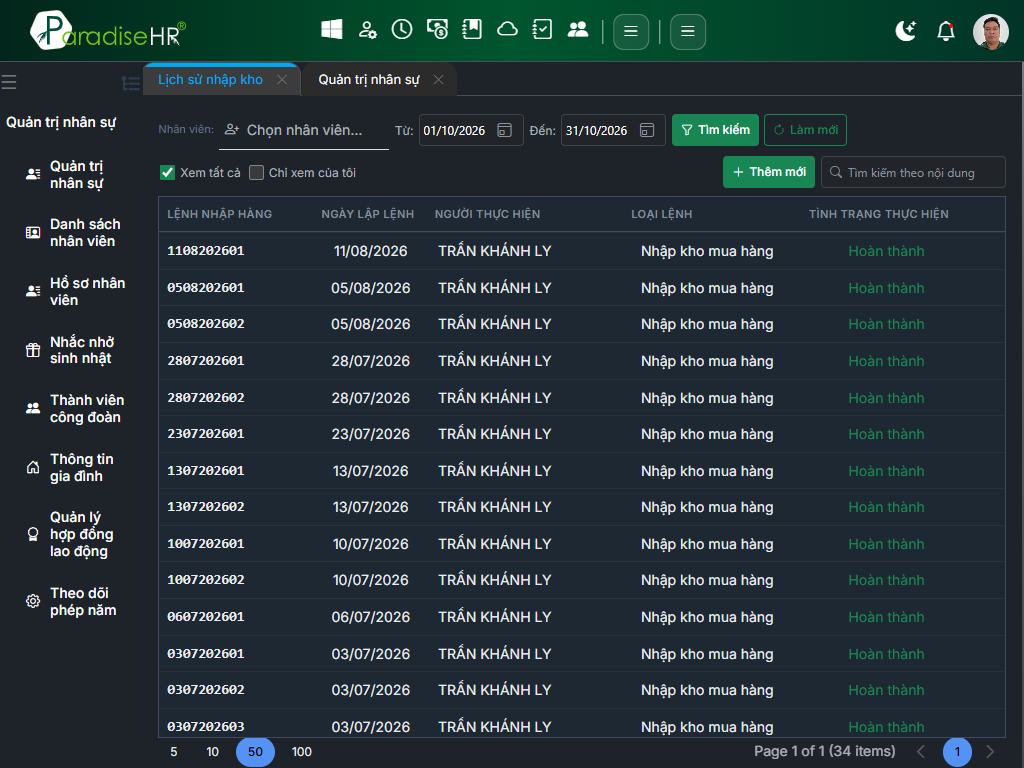 ParadiseHR®
Lịch sử nhập kho
Quản trị nhân sự
Quản trị nhân sự
Quản trị
nhân sự
Danh sách
nhân viên
Hồ sơ nhân
viên
Nhắc nhở
sinh nhật
Thành viên
công đoàn
Thông tin
gia đình
Quản lý
hợp đồng
lao động
Theo dõi
phép năm
Nhân viên: Chọn nhân viên... Từ: 01/10/2026 Đến: 31/10/2026 Tìm kiếm Làm mới
Xem tất cả Chỉ xem của tôi Thêm mới Tìm kiếm theo nội dung
LỆNH NHẬP HÀNG NGÀY LẬP LỆNH NGƯỜI THỰC HIỆN LOẠI LỆNH TÌNH TRẠNG THỰC HIỆN
1108202601 11/08/2026 TRẦN KHÁNH LY Nhập kho mua hàng Hoàn thành
0508202601 05/08/2026 TRẦN KHÁNH LY Nhập kho mua hàng Hoàn thành
0508202602 05/08/2026 TRẦN KHÁNH LY Nhập kho mua hàng Hoàn thành
2807202601 28/07/2026 TRẦN KHÁNH LY Nhập kho mua hàng Hoàn thành
2807202602 28/07/2026 TRẦN KHÁNH LY Nhập kho mua hàng Hoàn thành
2307202601 23/07/2026 TRẦN KHÁNH LY Nhập kho mua hàng Hoàn thành
1307202601 13/07/2026 TRẦN KHÁNH LY Nhập kho mua hàng Hoàn thành
1307202602 13/07/2026 TRẦN KHÁNH LY Nhập kho mua hàng Hoàn thành
1007202601 10/07/2026 TRẦN KHÁNH LY Nhập kho mua hàng Hoàn thành
1007202602 10/07/2026 TRẦN KHÁNH LY Nhập kho mua hàng Hoàn thành
0607202601 06/07/2026 TRẦN KHÁNH LY Nhập kho mua hàng Hoàn thành
0307202601 03/07/2026 TRẦN KHÁNH LY Nhập kho mua hàng Hoàn thành
0307202602 03/07/2026 TRẦN KHÁNH LY Nhập kho mua hàng Hoàn thành
0307202603 03/07/2026 TRẦN KHÁNH LY Nhập kho mua hàng Hoàn thành
5 10 50 100 Page 1 of 1 (34 items) 1